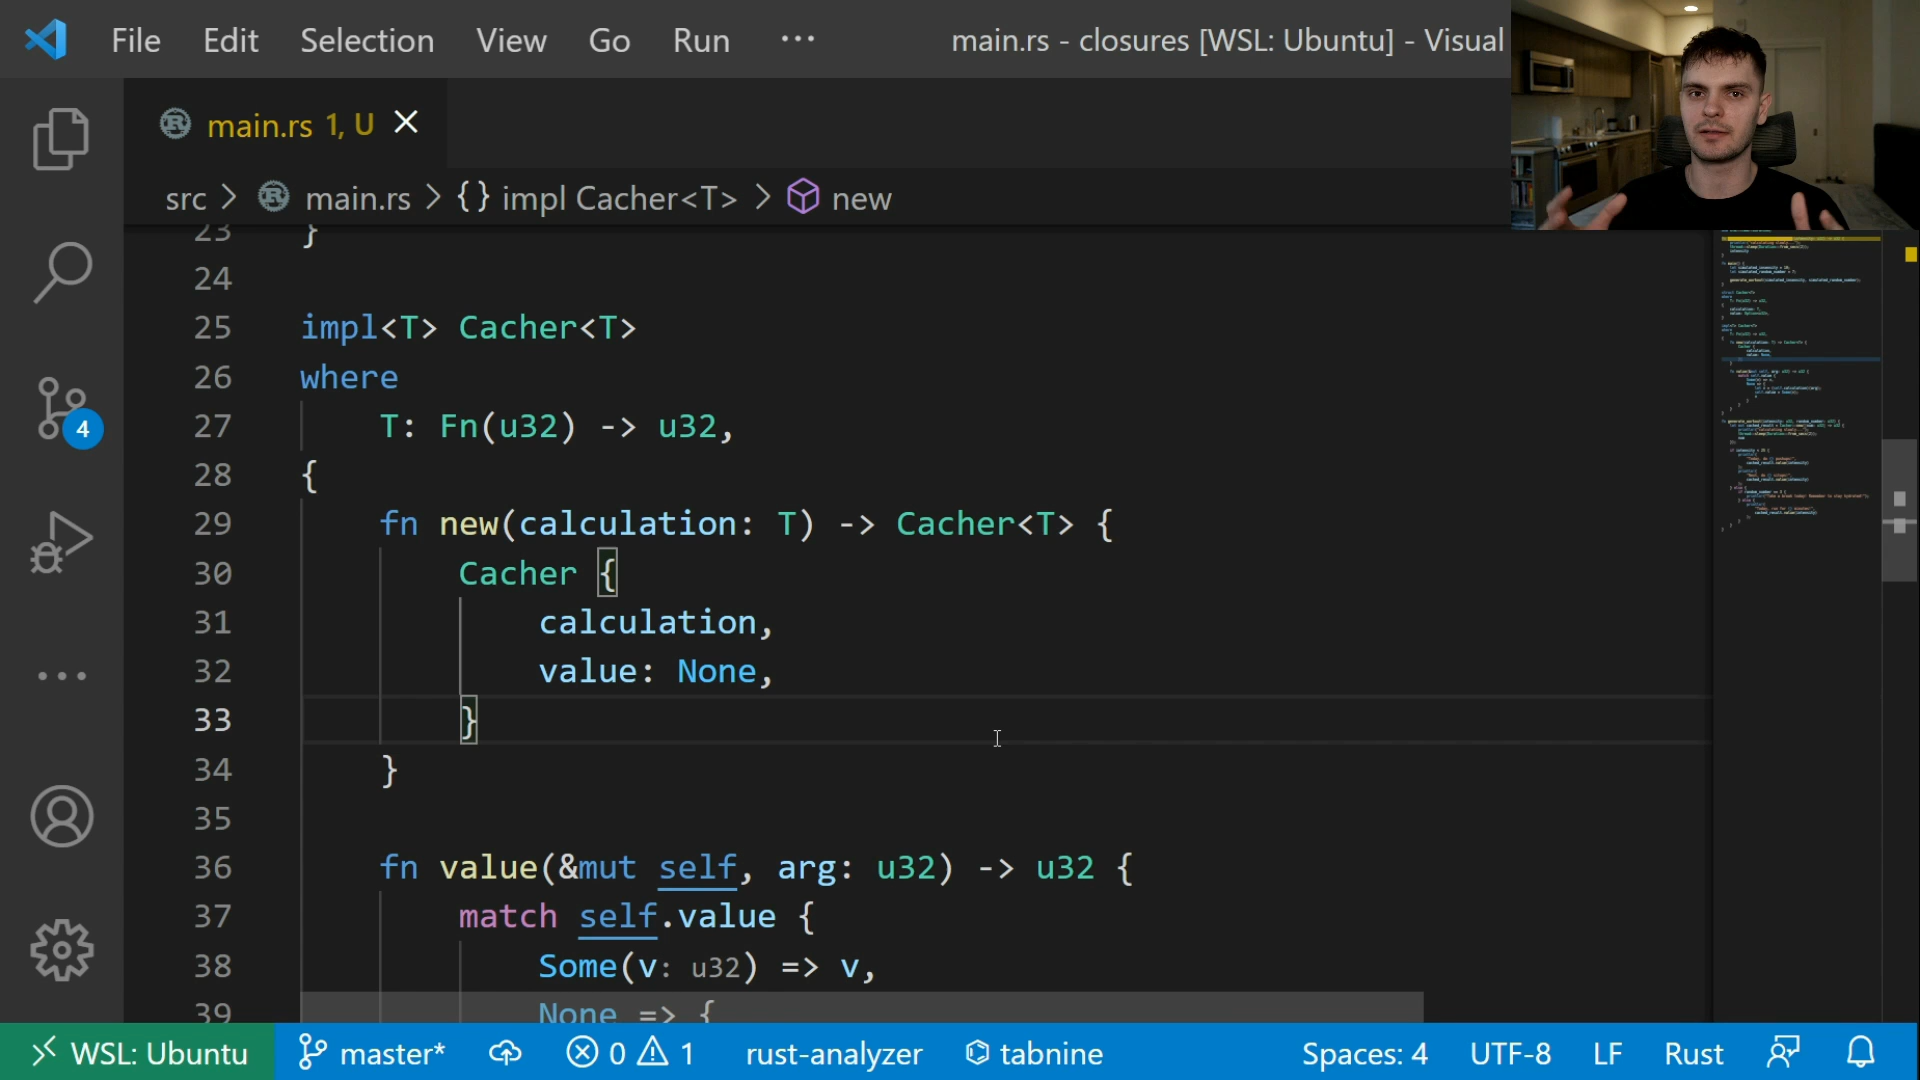 File Edit Selection View Go Run ··· main.rs - closures [WSL: Ubuntu] - Visual
main.rs 1, U
src > main.rs > {} impl Cacher<T> > new
23 }
24
25 impl<T> Cacher<T>
26 where
27 T: Fn(u32) -> u32,
28 {
29 fn new(calculation: T) -> Cacher<T> {
30 Cacher {
31 calculation,
32 value: None,
33 }
34 }
35
36 fn value(&mut self, arg: u32) -> u32 {
37 match self.value {
38 Some(v: u32) => v,
39 None => {
4
WSL: Ubuntu master* 0 1 rust-analyzer tabnine Spaces: 4 UTF-8 LF Rust